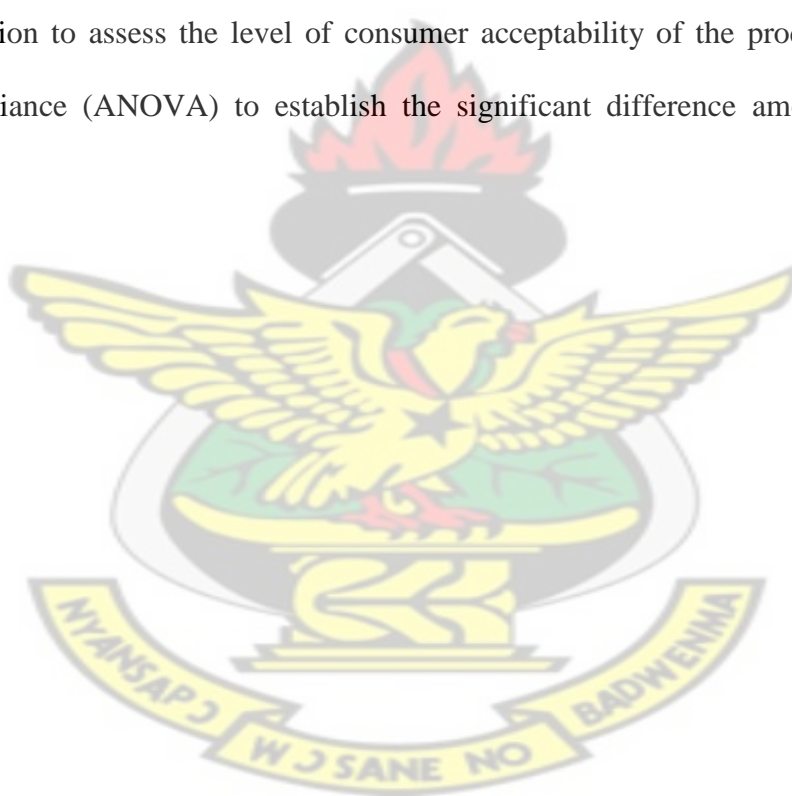 ion to assess the level of consumer acceptability of the pro
iance (ANOVA) to establish the significant difference am
NYANSAPƆ WƆSANE NO BADWENMA